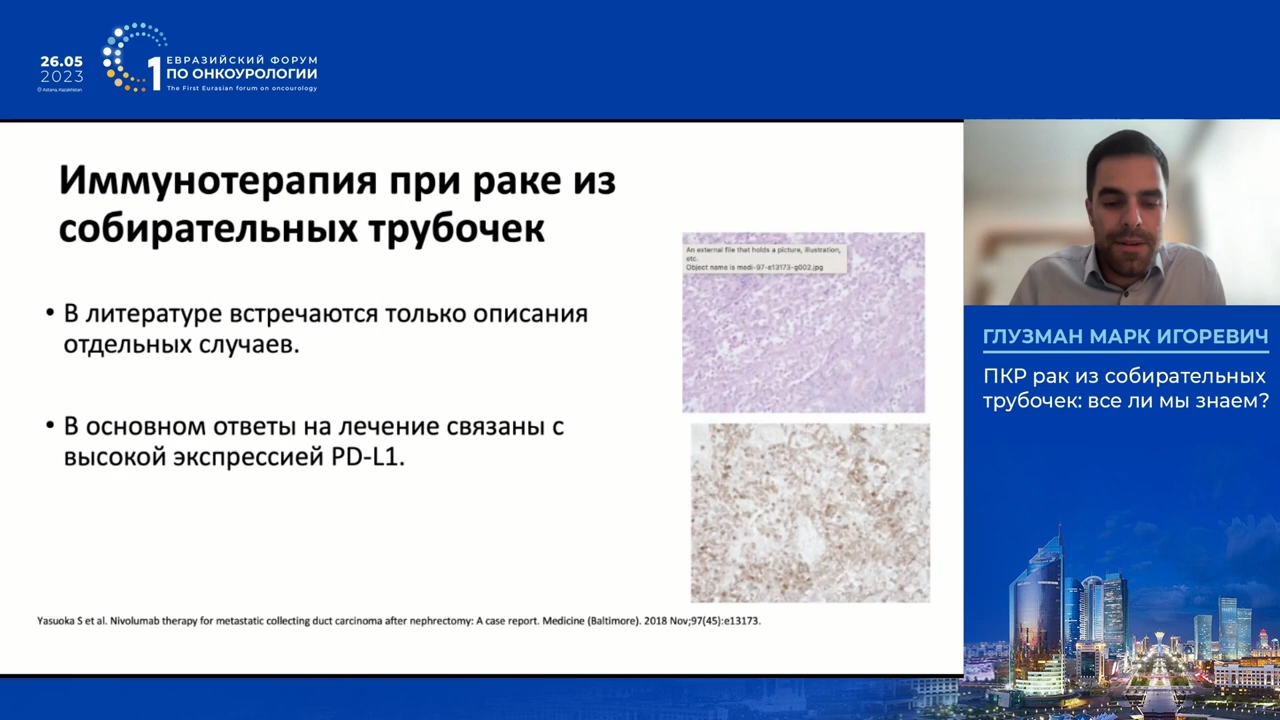 26.05
2023
Astana, Kazakhstan
1
ЕВРАЗИЙСКИЙ ФОРУМ
ПО ОНКОУРОЛОГИИ
The First Eurasian forum on oncourology
Иммунотерапия при раке из
собирательных трубочек
• В литературе встречаются только описания
отдельных случаев.
• В основном ответы на лечение связаны с
высокой экспрессией PD-L1.
An external file that holds a picture, illustration,
etc.
Object name is medi-97-e13173-g002.jpg
Yasuoka S et al. Nivolumab therapy for metastatic collecting duct carcinoma after nephrectomy: A case report. Medicine (Baltimore). 2018 Nov;97(45):e13173.
ГЛУЗМАН МАРК ИГОРЕВИЧ
ПКР рак из собирательных
трубочек: все ли мы знаем?